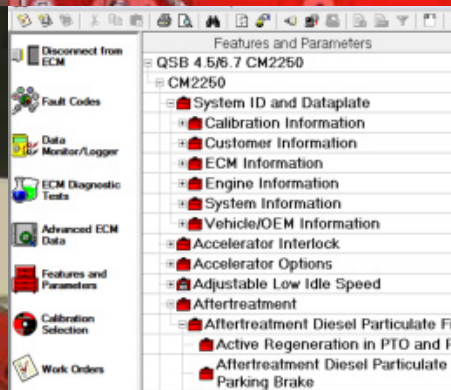 Features and Parameters
Disconnect from
ECM
Fault Codes
Data
Monitor/Logger
ECM Diagnostic
Tests
Advanced ECM
Data
Features and
Parameters
Calibration
Selection
Work Orders
QSB 4.5/6.7 CM2250
CM2250
System ID and Dataplate
Calibration Information
Customer Information
ECM Information
Engine Information
System Information
Vehicle/OEM Information
Accelerator Interlock
Accelerator Options
Adjustable Low Idle Speed
Aftertreatment
Aftertreatment Diesel Particulate Fi
Active Regeneration in PTO and
Aftertreatment Diesel Particulate
Parking Brake